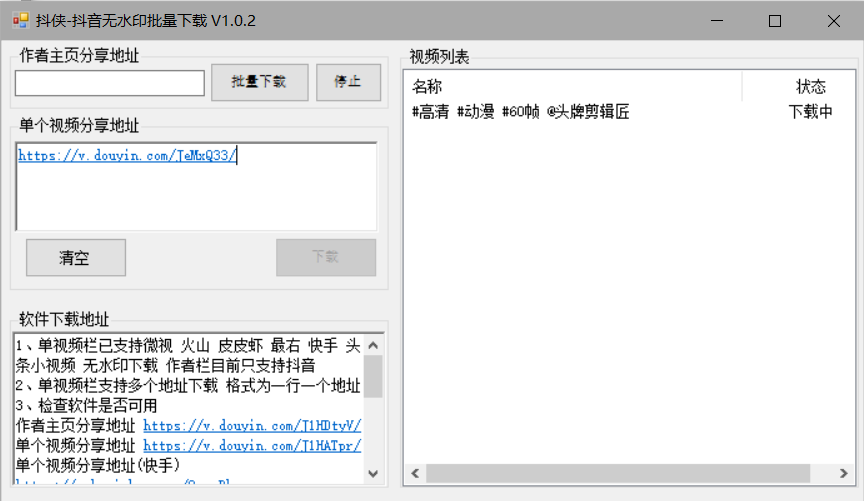 抖侠-抖音无水印批量下载 V1.0.2
作者主页分享地址
批量下载
停止
单个视频分享地址
https://v.douyin.com/JeMxQ33/
清空
下载
软件下载地址
1、单视频栏已支持微视 火山 皮皮虾 最右 快手 头
条小视频 无水印下载 作者栏目前只支持抖音
2、单视频栏支持多个地址下载 格式为一行一个地址
3、检查软件是否可用
作者主页分享地址 https://v.douyin.com/J1HDtyV/
单个视频分享地址 https://v.douyin.com/J1HATpr/
单个视频分享地址(快手)
视频列表
名称 状态
#高清 #动漫 #60帧 @头牌剪辑匠 下载中